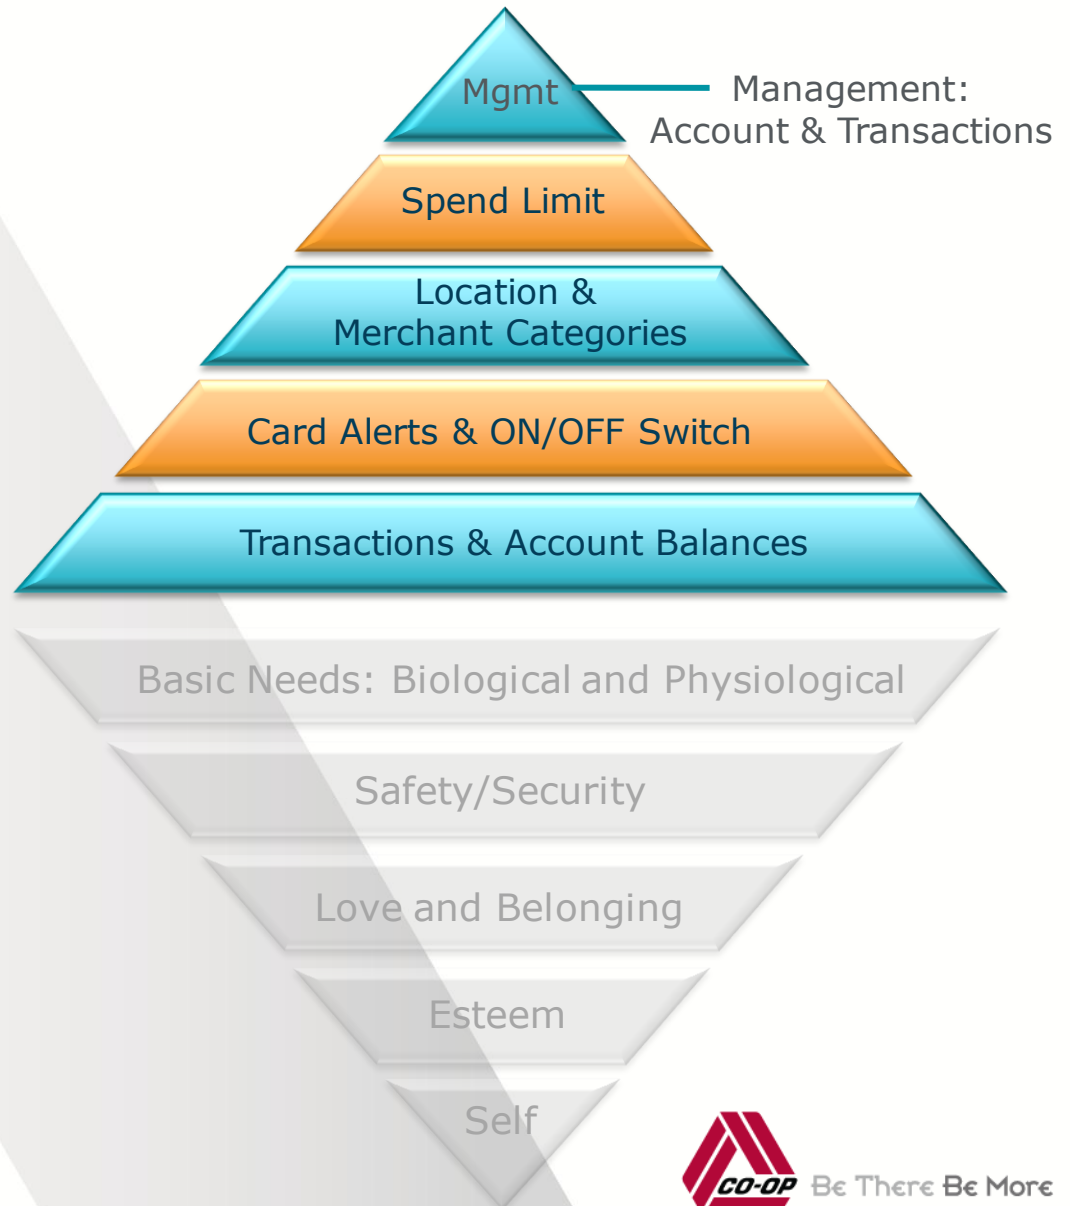 Mgmt
Management:
Account & Transactions
Spend Limit
Location &
Merchant Categories
Card Alerts & ON/OFF Switch
Transactions & Account Balances
Basic Needs: Biological and Physiological
Safety/Security
Love and Belonging
Esteem
Self
CO-OP Be There Be More